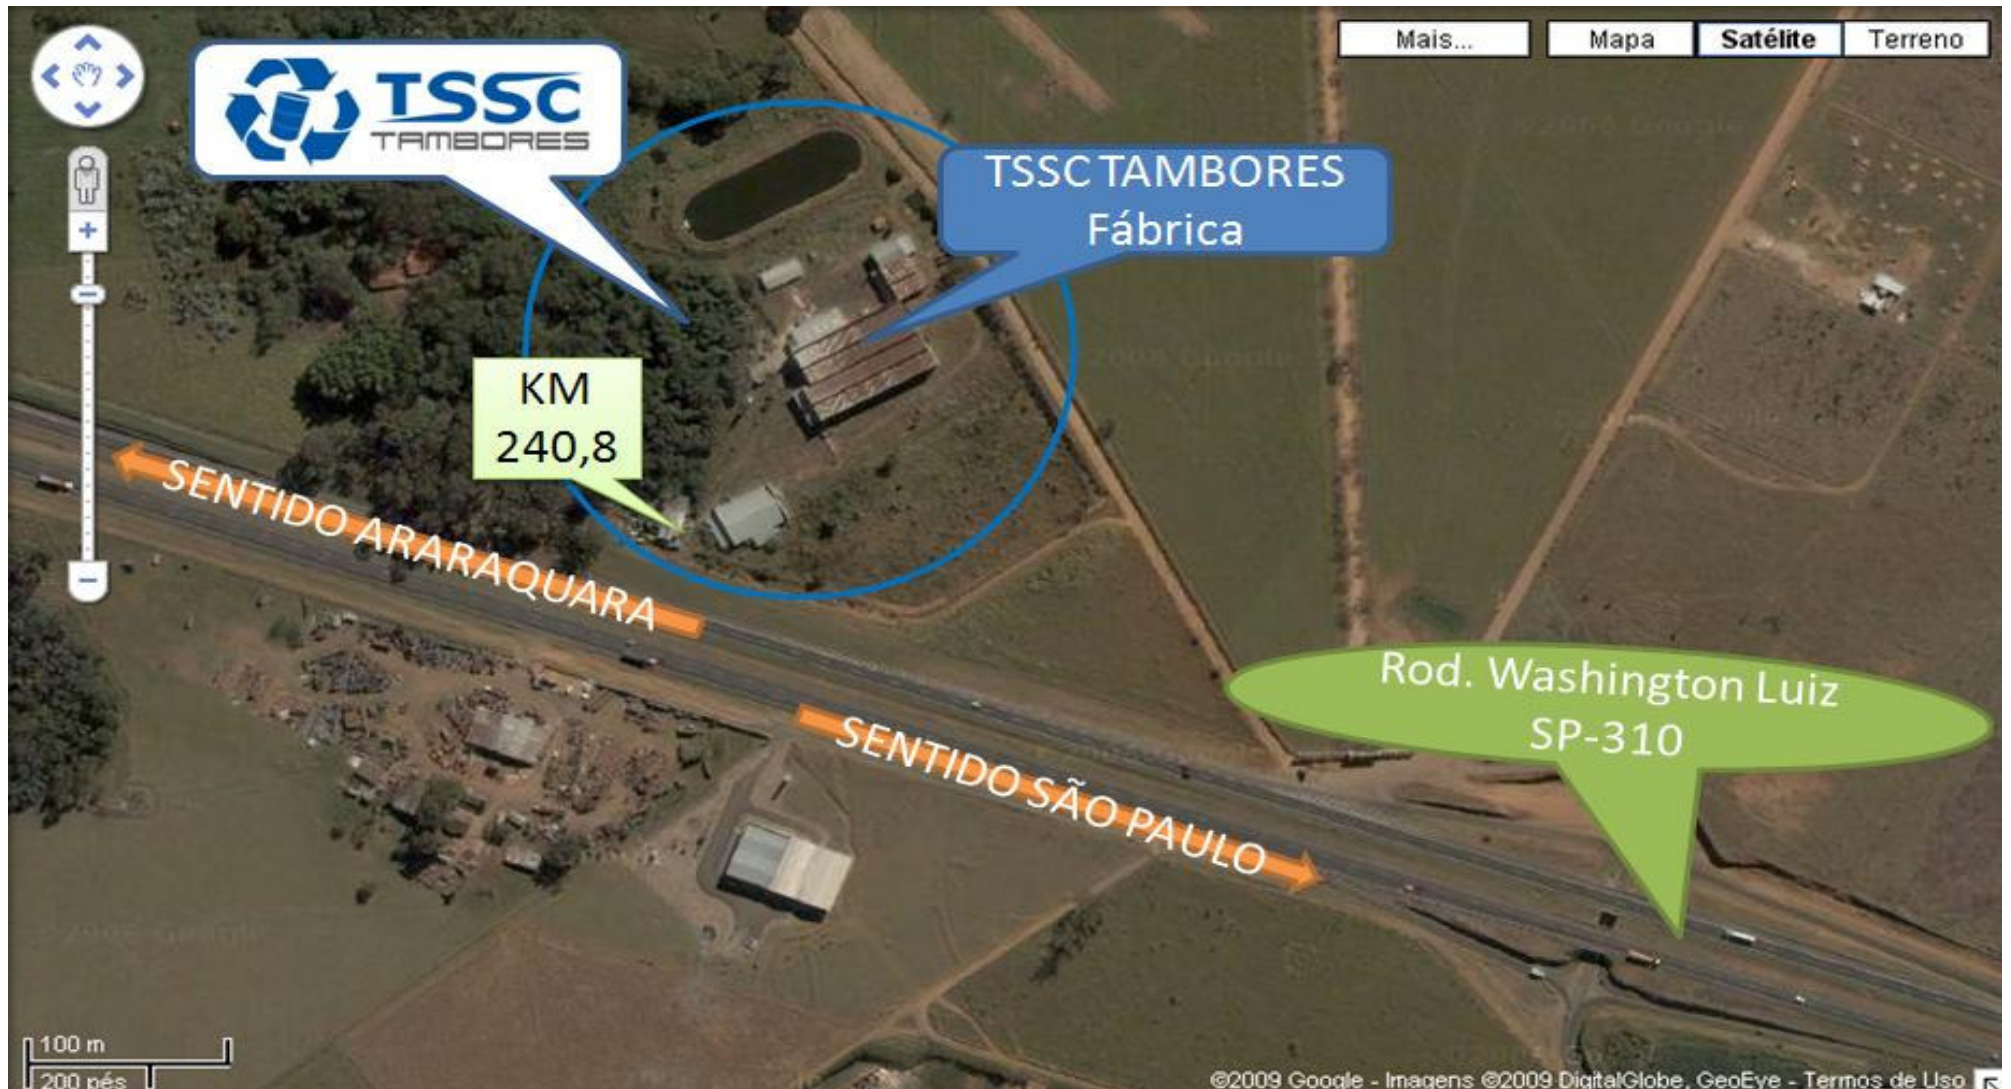 Mais...
Mapa
Satélite
Terreno
TSSC
TAMBORES
TSSC TAMBORES
Fábrica
KM
240,8
SENTIDO ARARAQUARA
SENTIDO SÃO PAULO
Rod. Washington Luiz
SP-310
100 m
200 pés
©2009 Google - Imagens ©2009 DigitalGlobe, GeoEye - Termos de Uso